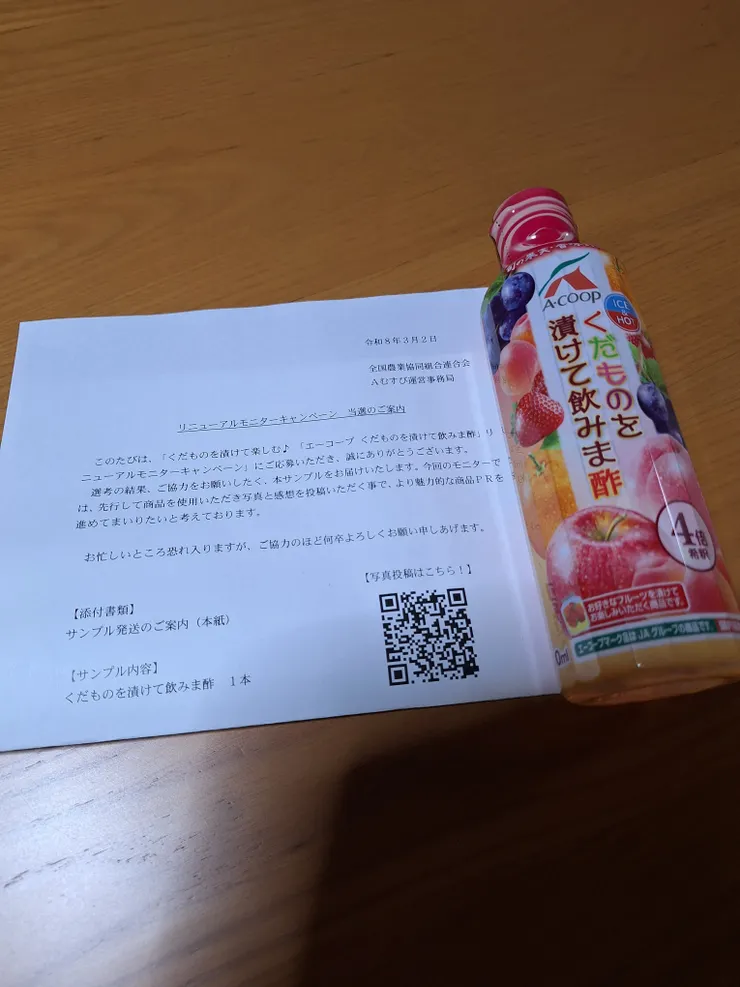 令和８年３月２日
全国農業協同組合連合会
Ａむすび運営事務局
リニューアルモニターキャンペーン　当選のご案内
このたびは、「くだものを漬けて楽しむ♪　「エーコープ　くだものを漬けて飲みま酢」リ
ニューアルモニターキャンペーン」にご応募いただき、誠にありがとうございます。
選考の結果、ご協力をお願いしたく、本サンプルをお届けいたします。今回のモニターで
は、先行して商品を使用いただき写真と感想を投稿いただく事で、より魅力的な商品ＰＲを
進めてまいりたいと考えております。
お忙しいところ恐れ入りますが、ご協力のほど何卒よろしくお願い申しあげます。
【写真投稿はこちら！】
【添付書類】
サンプル発送のご案内（本紙）
【サンプル内容】
くだものを漬けて飲みま酢　１本
A・COOP
ICE & HOT
くだものを
漬けて飲みま酢
4倍
希釈
お好きなフルーツを漬けて
お楽しみいただく商品です。
エーコープマーク品はJAグループの商品です。
0ml